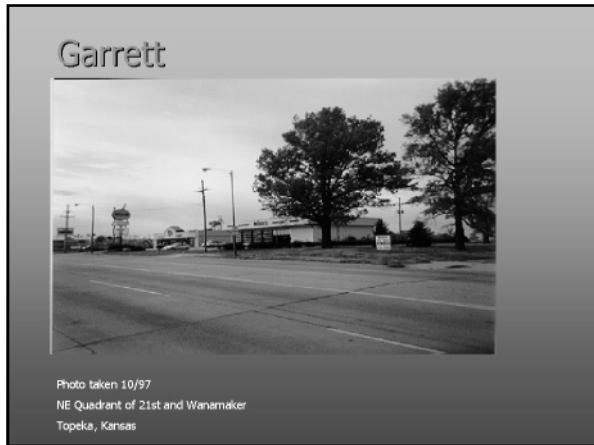 Garrett
Photo taken 10/97
NE Quadrant of 21st and Wanamaker
Topeka, Kansas